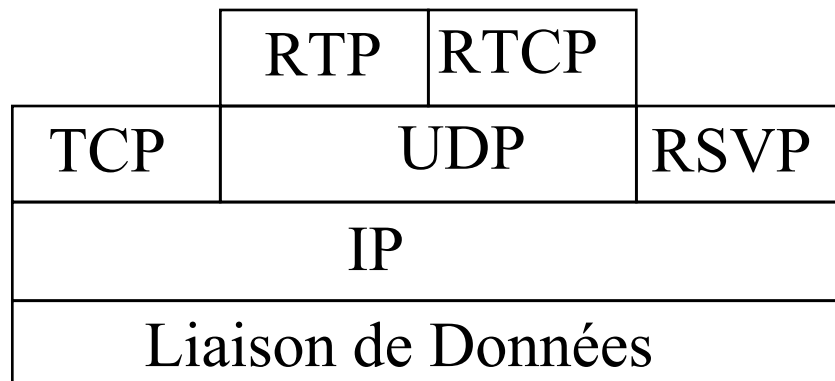 RTP RTCP
TCP UDP RSVP
IP
Liaison de Données